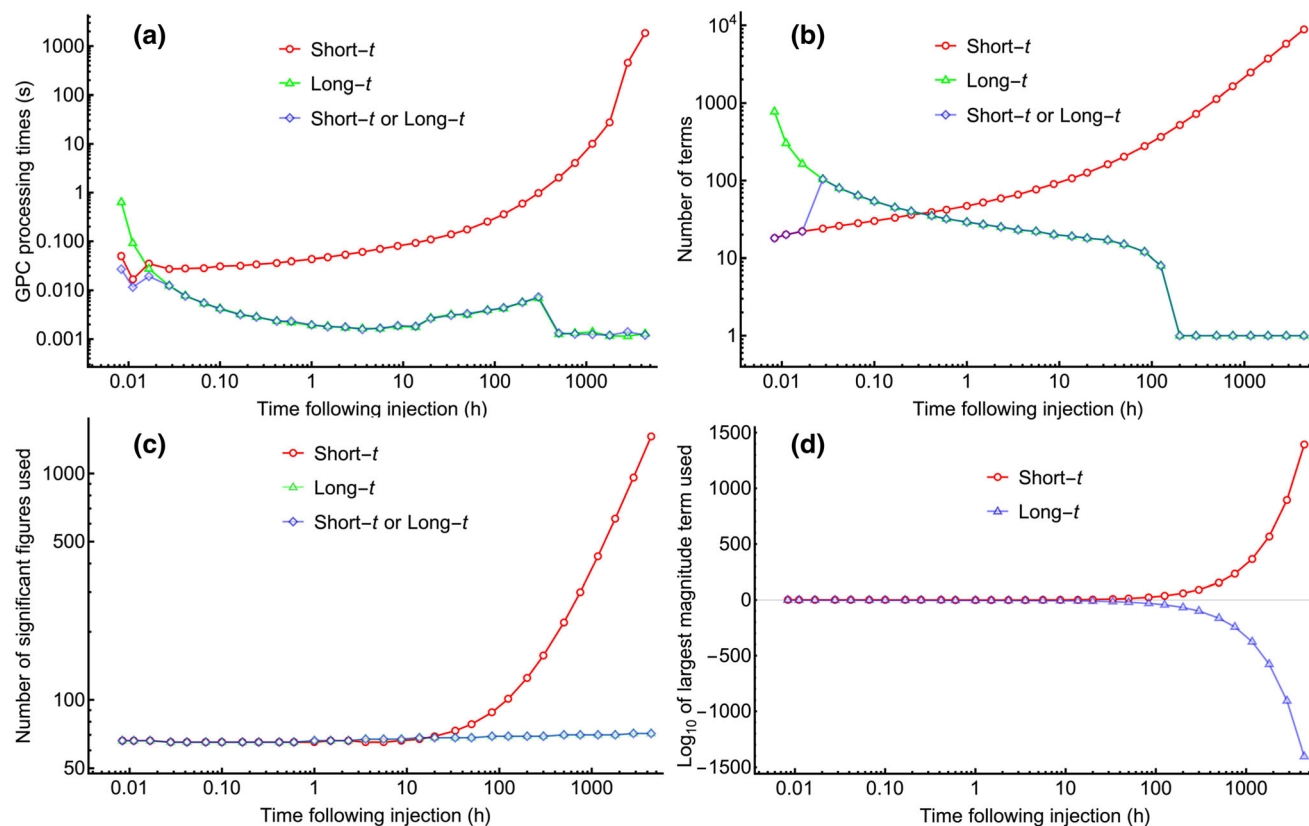 (a)
Short-t
Long-t
Short-t or Long-t
GPC processing times (s)
1000
100
10
1
0.100
0.010
0.001
0.01
0.10
1
10
100
1000
Time following injection (h)
(b)
Short-t
Long-t
Short-t or Long-t
Number of terms
10^4
1000
100
10
1
0.01
0.10
1
10
100
1000
Time following injection (h)
(c)
Short-t
Long-t
Short-t or Long-t
Number of significant figures used
1000
500
100
50
0.01
0.10
1
10
100
1000
Time following injection (h)
(d)
Short-t
Long-t
Log10 of largest magnitude term used
1500
1000
500
0
-500
-1000
-1500
0.01
0.10
1
10
100
1000
Time following injection (h)